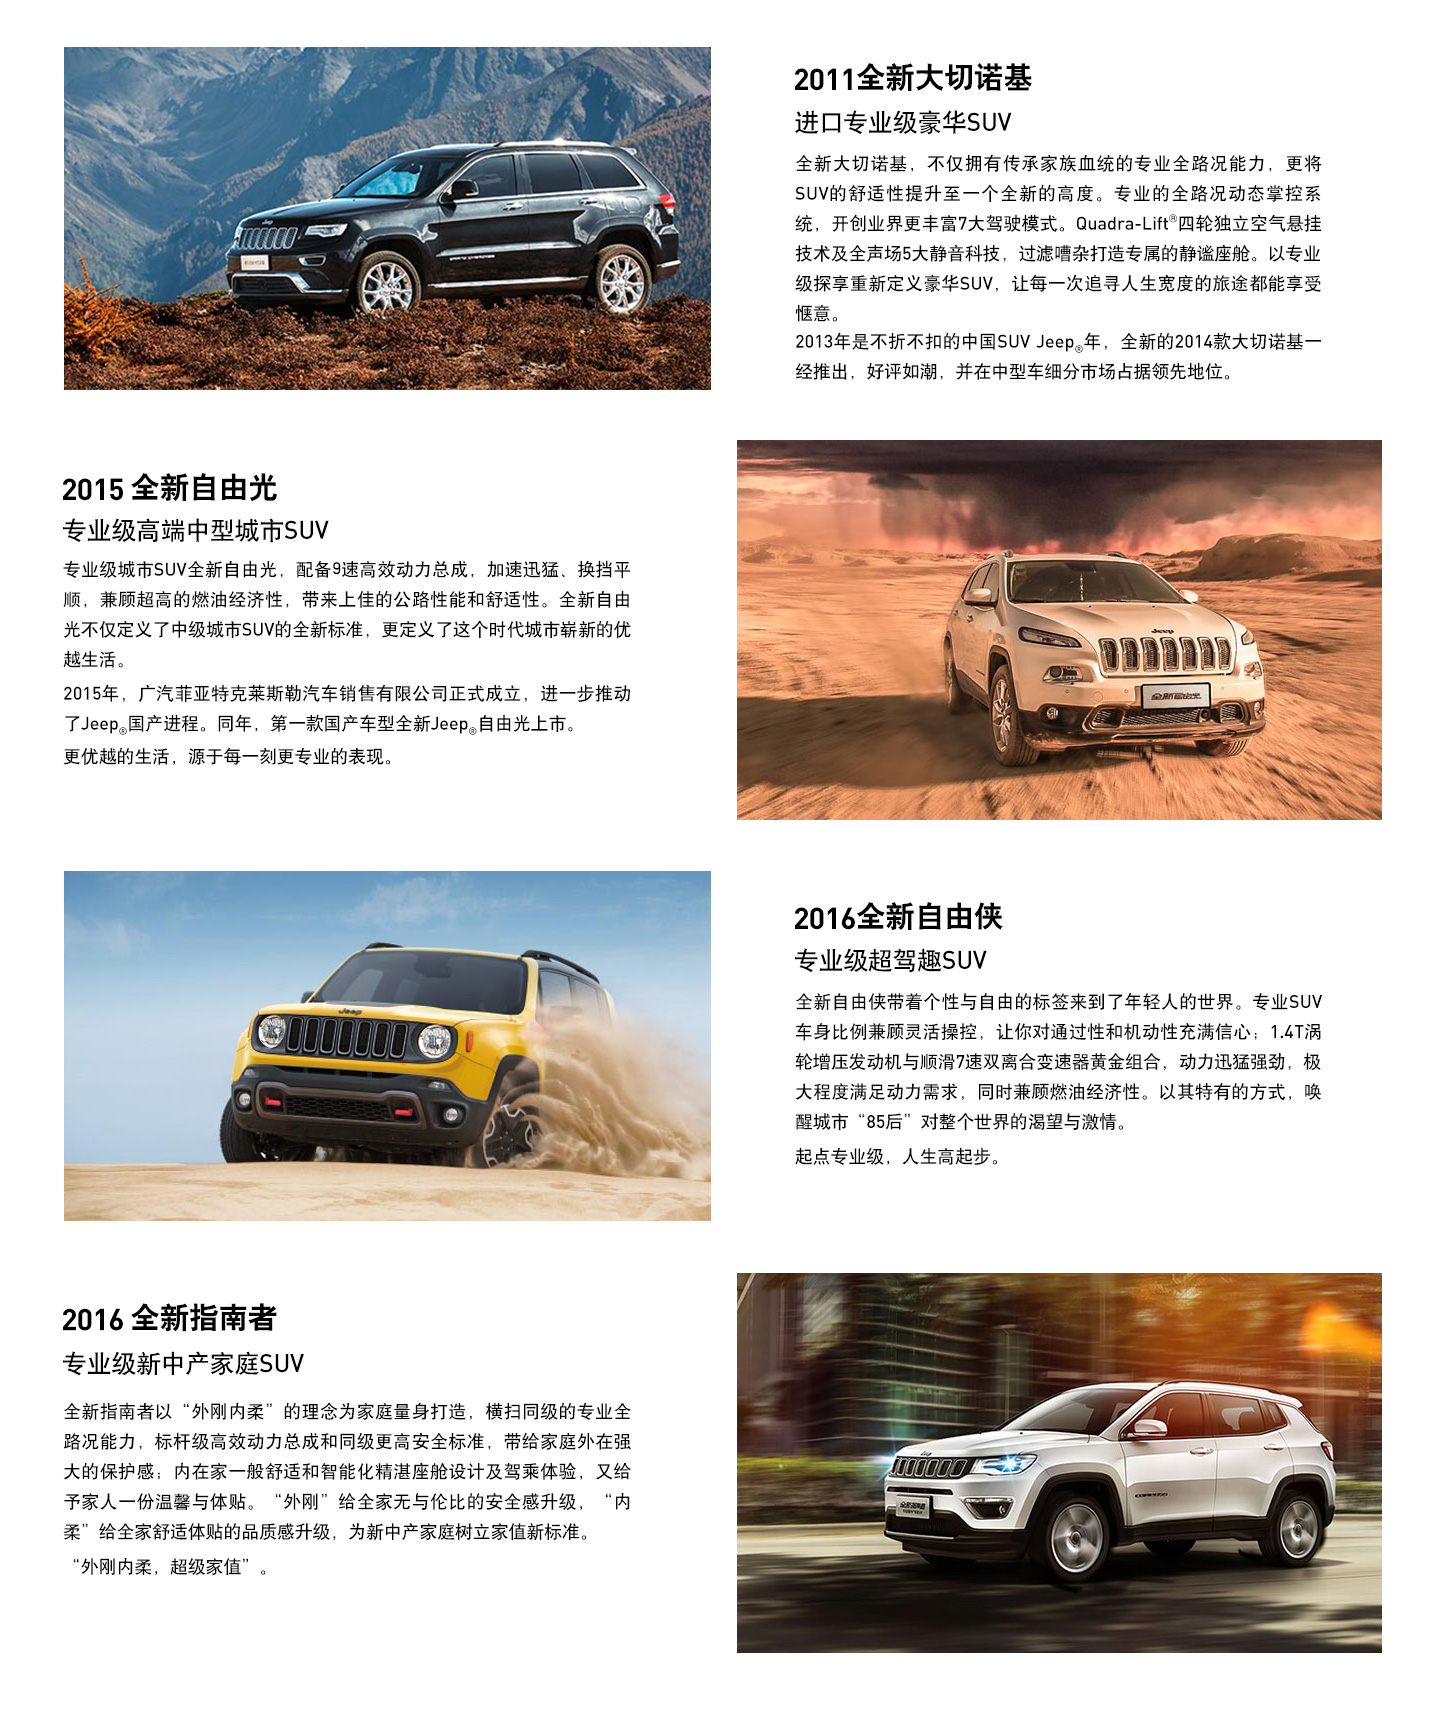 2011全新大切诺基
进口专业级豪华SUV
全新大切诺基，不仅拥有传承家族血统的专业全路况能力，更将
SUV的舒适性提升至一个全新的高度。专业的全路况动态掌控系
统，开创业界更丰富7大驾驶模式。Quadra-Lift®四轮独立空气悬挂
技术及全声场5大静音科技，过滤嘈杂打造专属的静谧座舱。以专业
级探享重新定义豪华SUV，让每一次追寻人生宽度的旅途都能享受
惬意。
2013年是不折不扣的中国SUV Jeep®年，全新的2014款大切诺基一
经推出，好评如潮，并在中型车细分市场占据领先地位。
2015 全新自由光
专业级高端中型城市SUV
专业级城市SUV全新自由光，配备9速高效动力总成，加速迅猛、换挡平
顺，兼顾超高的燃油经济性，带来上佳的公路性能和舒适性。全新自由
光不仅定义了中级城市SUV的全新标准，更定义了这个时代城市崭新的优
越生活。
2015年，广汽菲亚特克莱斯勒汽车销售有限公司正式成立，进一步推动
了Jeep®国产进程。同年，第一款国产车型全新Jeep®自由光上市。
更优越的生活，源于每一刻更专业的表现。
Jeep
全新自由光
Jeep
2016全新自由侠
专业级超驾趣SUV
全新自由侠带着个性与自由的标签来到了年轻人的世界。专业SUV
车身比例兼顾灵活操控，让你对通过性和机动性充满信心；1.4T涡
轮增压发动机与顺滑7速双离合变速器黄金组合，动力迅猛强劲，极
大程度满足动力需求，同时兼顾燃油经济性。以其特有的方式，唤
醒城市“85后”对整个世界的渴望与激情。
起点专业级，人生高起步。
2016 全新指南者
专业级新中产家庭SUV
全新指南者以“外刚内柔”的理念为家庭量身打造，横扫同级的专业全
路况能力，标杆级高效动力总成和同级更高安全标准，带给家庭外在强
大的保护感；内在家一般舒适和智能化精湛座舱设计及驾乘体验，又给
予家人一份温馨与体贴。“外刚”给全家无与伦比的安全感升级，“内
柔”给全家舒适体贴的品质感升级，为新中产家庭树立家值新标准。
“外刚内柔，超级家值”。
Jeep
全新指南者